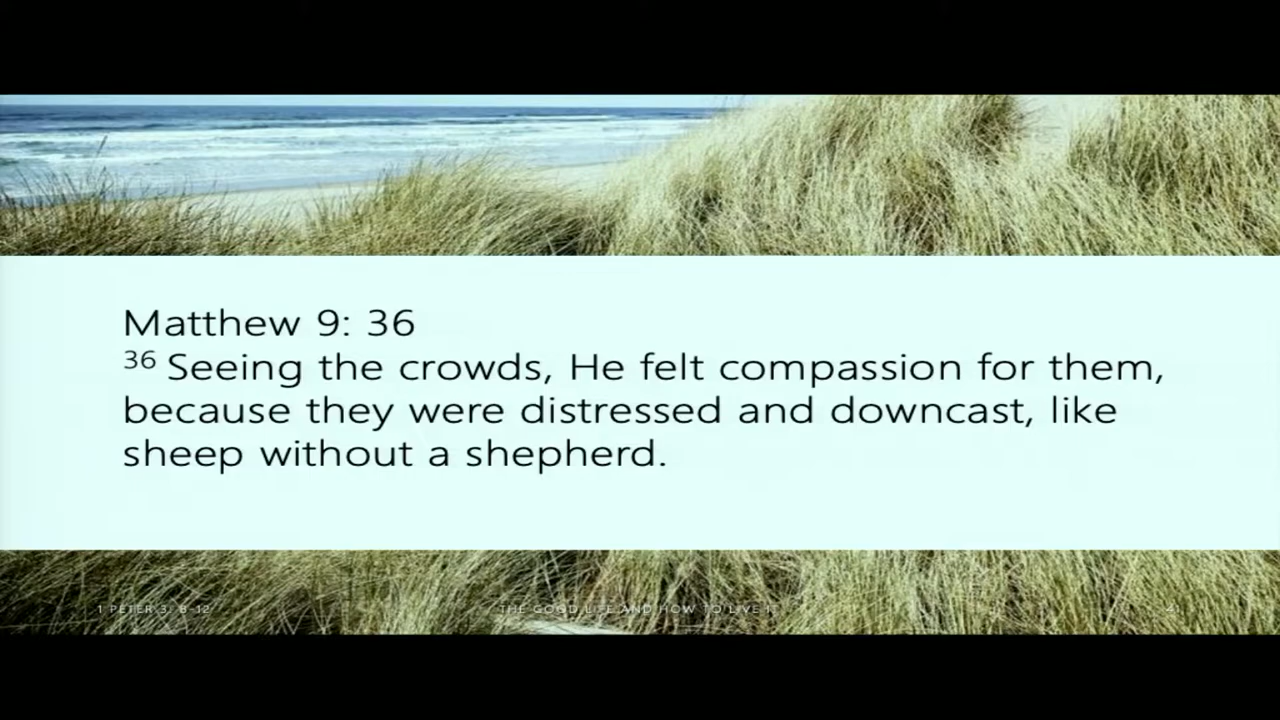 Matthew 9: 36
36 Seeing the crowds, He felt compassion for them,
because they were distressed and downcast, like
sheep without a shepherd.
1 PETER 3: 8-12
THE GOOD LIFE AND HOW TO LIVE IT